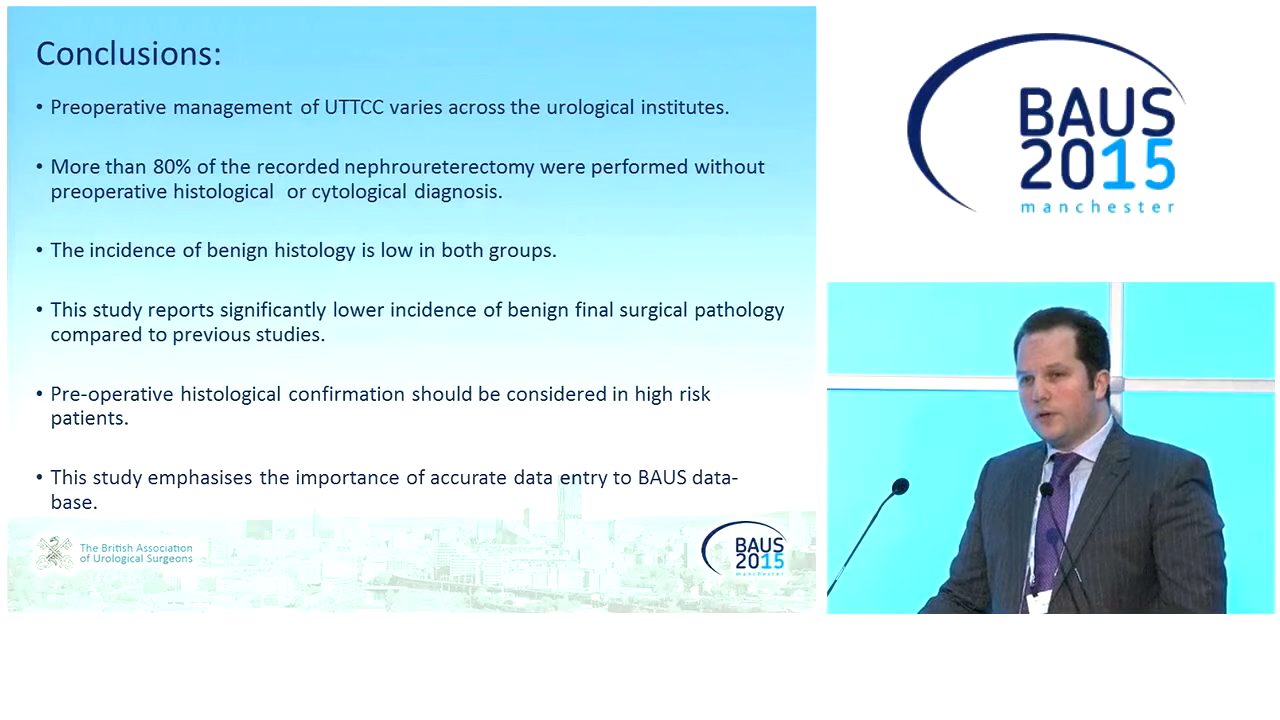 Conclusions:
• Preoperative management of UTTCC varies across the urological institutes.
• More than 80% of the recorded nephroureterectomy were performed without
preoperative histological or cytological diagnosis.
• The incidence of benign histology is low in both groups.
• This study reports significantly lower incidence of benign final surgical pathology
compared to previous studies.
• Pre-operative histological confirmation should be considered in high risk
patients.
• This study emphasises the importance of accurate data entry to BAUS data-
base.
The British Association
of Urological Surgeons
BAUS
2015
manchester
BAUS
2015
manchester